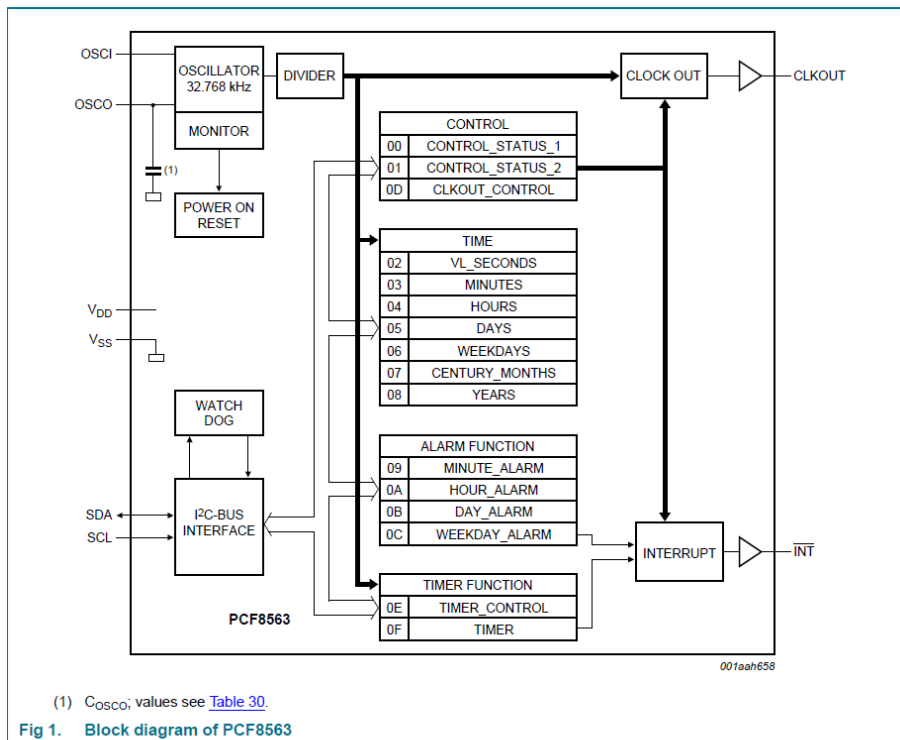 OSCI
OSCO
OSCILLATOR
32.768 kHz
DIVIDER
CLOCK OUT
CLKOUT
MONITOR
(1)
POWER ON
RESET
CONTROL
00 CONTROL_STATUS_1
01 CONTROL_STATUS_2
0D CLKOUT_CONTROL
TIME
02 VL_SECONDS
03 MINUTES
04 HOURS
05 DAYS
06 WEEKDAYS
07 CENTURY_MONTHS
08 YEARS
VDD
VSS
WATCH
DOG
SDA
SCL
I²C-BUS
INTERFACE
ALARM FUNCTION
09 MINUTE_ALARM
0A HOUR_ALARM
0B DAY_ALARM
0C WEEKDAY_ALARM
INTERRUPT
INT
PCF8563
TIMER FUNCTION
0E TIMER_CONTROL
0F TIMER
001aah658
(1) COSCO; values see Table 30.
Fig 1. Block diagram of PCF8563